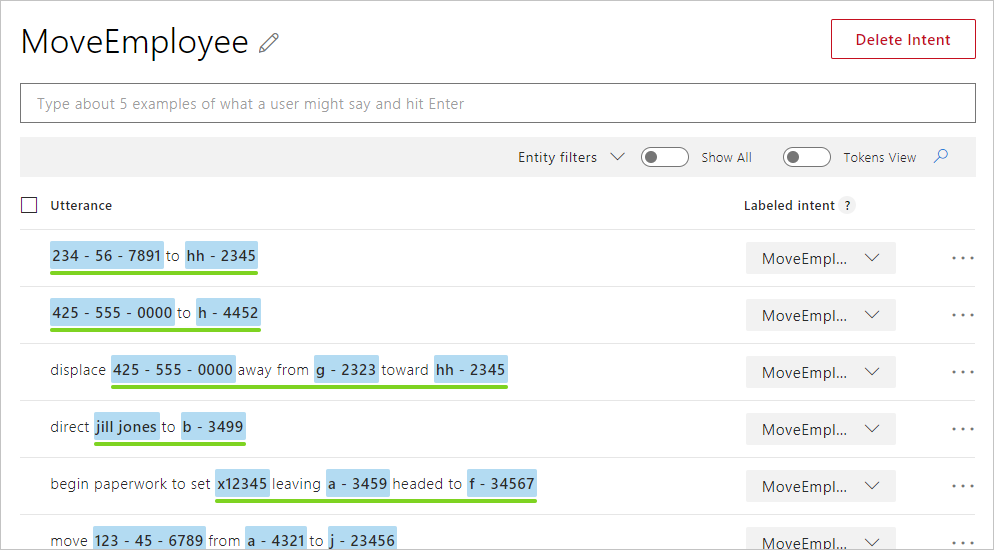 MoveEmployee
Delete Intent
Type about 5 examples of what a user might say and hit Enter
Entity filters Show All Tokens View
Utterance Labeled intent ?
234 - 56 - 7891 to hh - 2345 MoveEmpl... ...
425 - 555 - 0000 to h - 4452 MoveEmpl... ...
displace 425 - 555 - 0000 away from g - 2323 toward hh - 2345 MoveEmpl... ...
direct jill jones to b - 3499 MoveEmpl... ...
begin paperwork to set x12345 leaving a - 3459 headed to f - 34567 MoveEmpl... ...
move 123 - 45 - 6789 from a - 4321 to j - 23456 MoveEmpl... ...